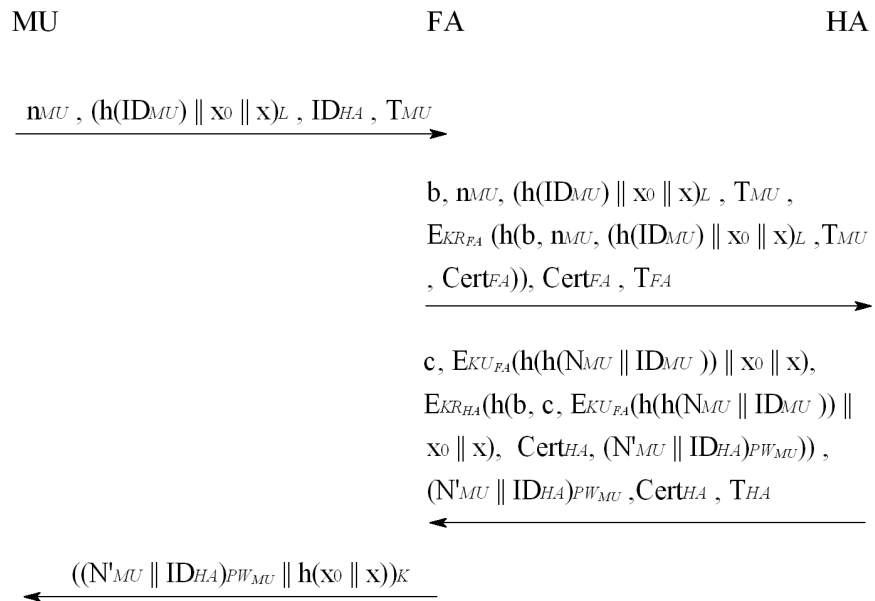 MU FA HA
nMU , (h(IDMU) || x0 || x)L , IDHA , TMU
b, nMU, (h(IDMU) || x0 || x)L , TMU ,
EKRFA (h(b, nMU, (h(IDMU) || x0 || x)L ,TMU
, CertFA)), CertFA , TFA
c, EKUFA(h(h(NMU || IDMU )) || x0 || x),
EKRHA(h(b, c, EKUFA(h(h(NMU || IDMU )) ||
x0 || x), CertHA, (N'MU || IDHA)PWMU)) ,
(N'MU || IDHA)PWMU ,CertHA , THA
((N'MU || IDHA)PWMU || h(x0 || x))K